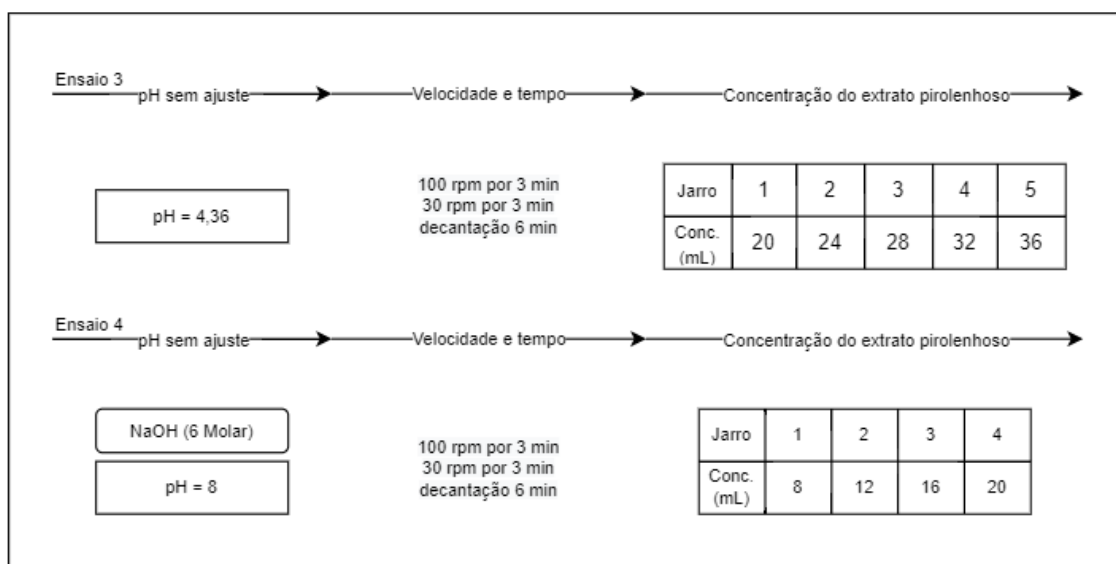 Ensaio 3
pH sem ajuste Velocidade e tempo Concentração do extrato pirolenhoso
pH = 4,36
100 rpm por 3 min
30 rpm por 3 min
decantação 6 min
Jarro 1 2 3 4 5
Conc. (mL) 20 24 28 32 36
Ensaio 4
pH sem ajuste Velocidade e tempo Concentração do extrato pirolenhoso
NaOH (6 Molar)
pH = 8
100 rpm por 3 min
30 rpm por 3 min
decantação 6 min
Jarro 1 2 3 4
Conc. (mL) 8 12 16 20